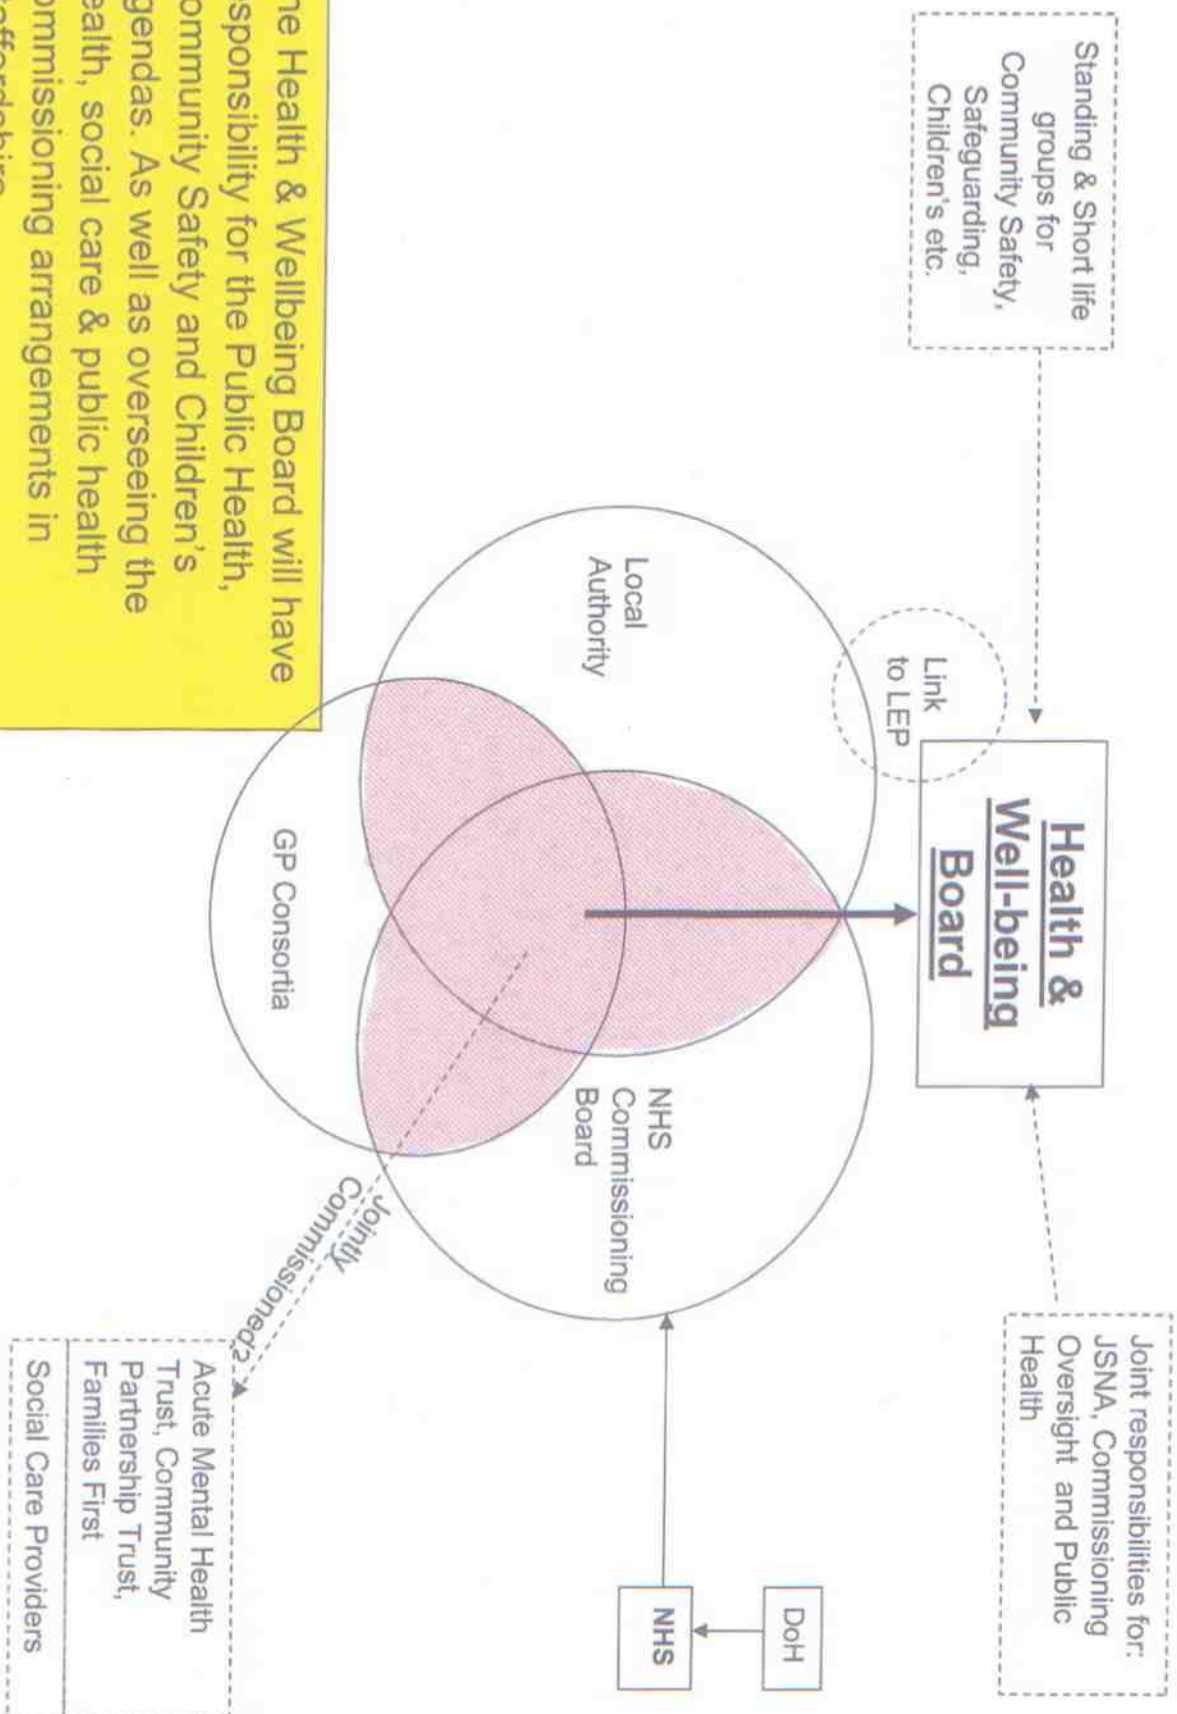 Standing & Short life
groups for
Community Safety,
Safeguarding,
Children's etc.
Health &
Well-being
Board
Joint responsibilities for:
JSNA, Commissioning
Oversight and Public
Health
Link
to LEP
Local
Authority
NHS
Commissioning
Board
GP Consortia
DoH
NHS
Jointly
Commissioned?
Acute Mental Health
Trust, Community
Partnership Trust,
Families First
Social Care Providers
he Health & Wellbeing Board will have
esponsibility for the Public Health,
ommunity Safety and Children's
gendas. As well as overseeing the
ealth, social care & public health
ommissioning arrangements in